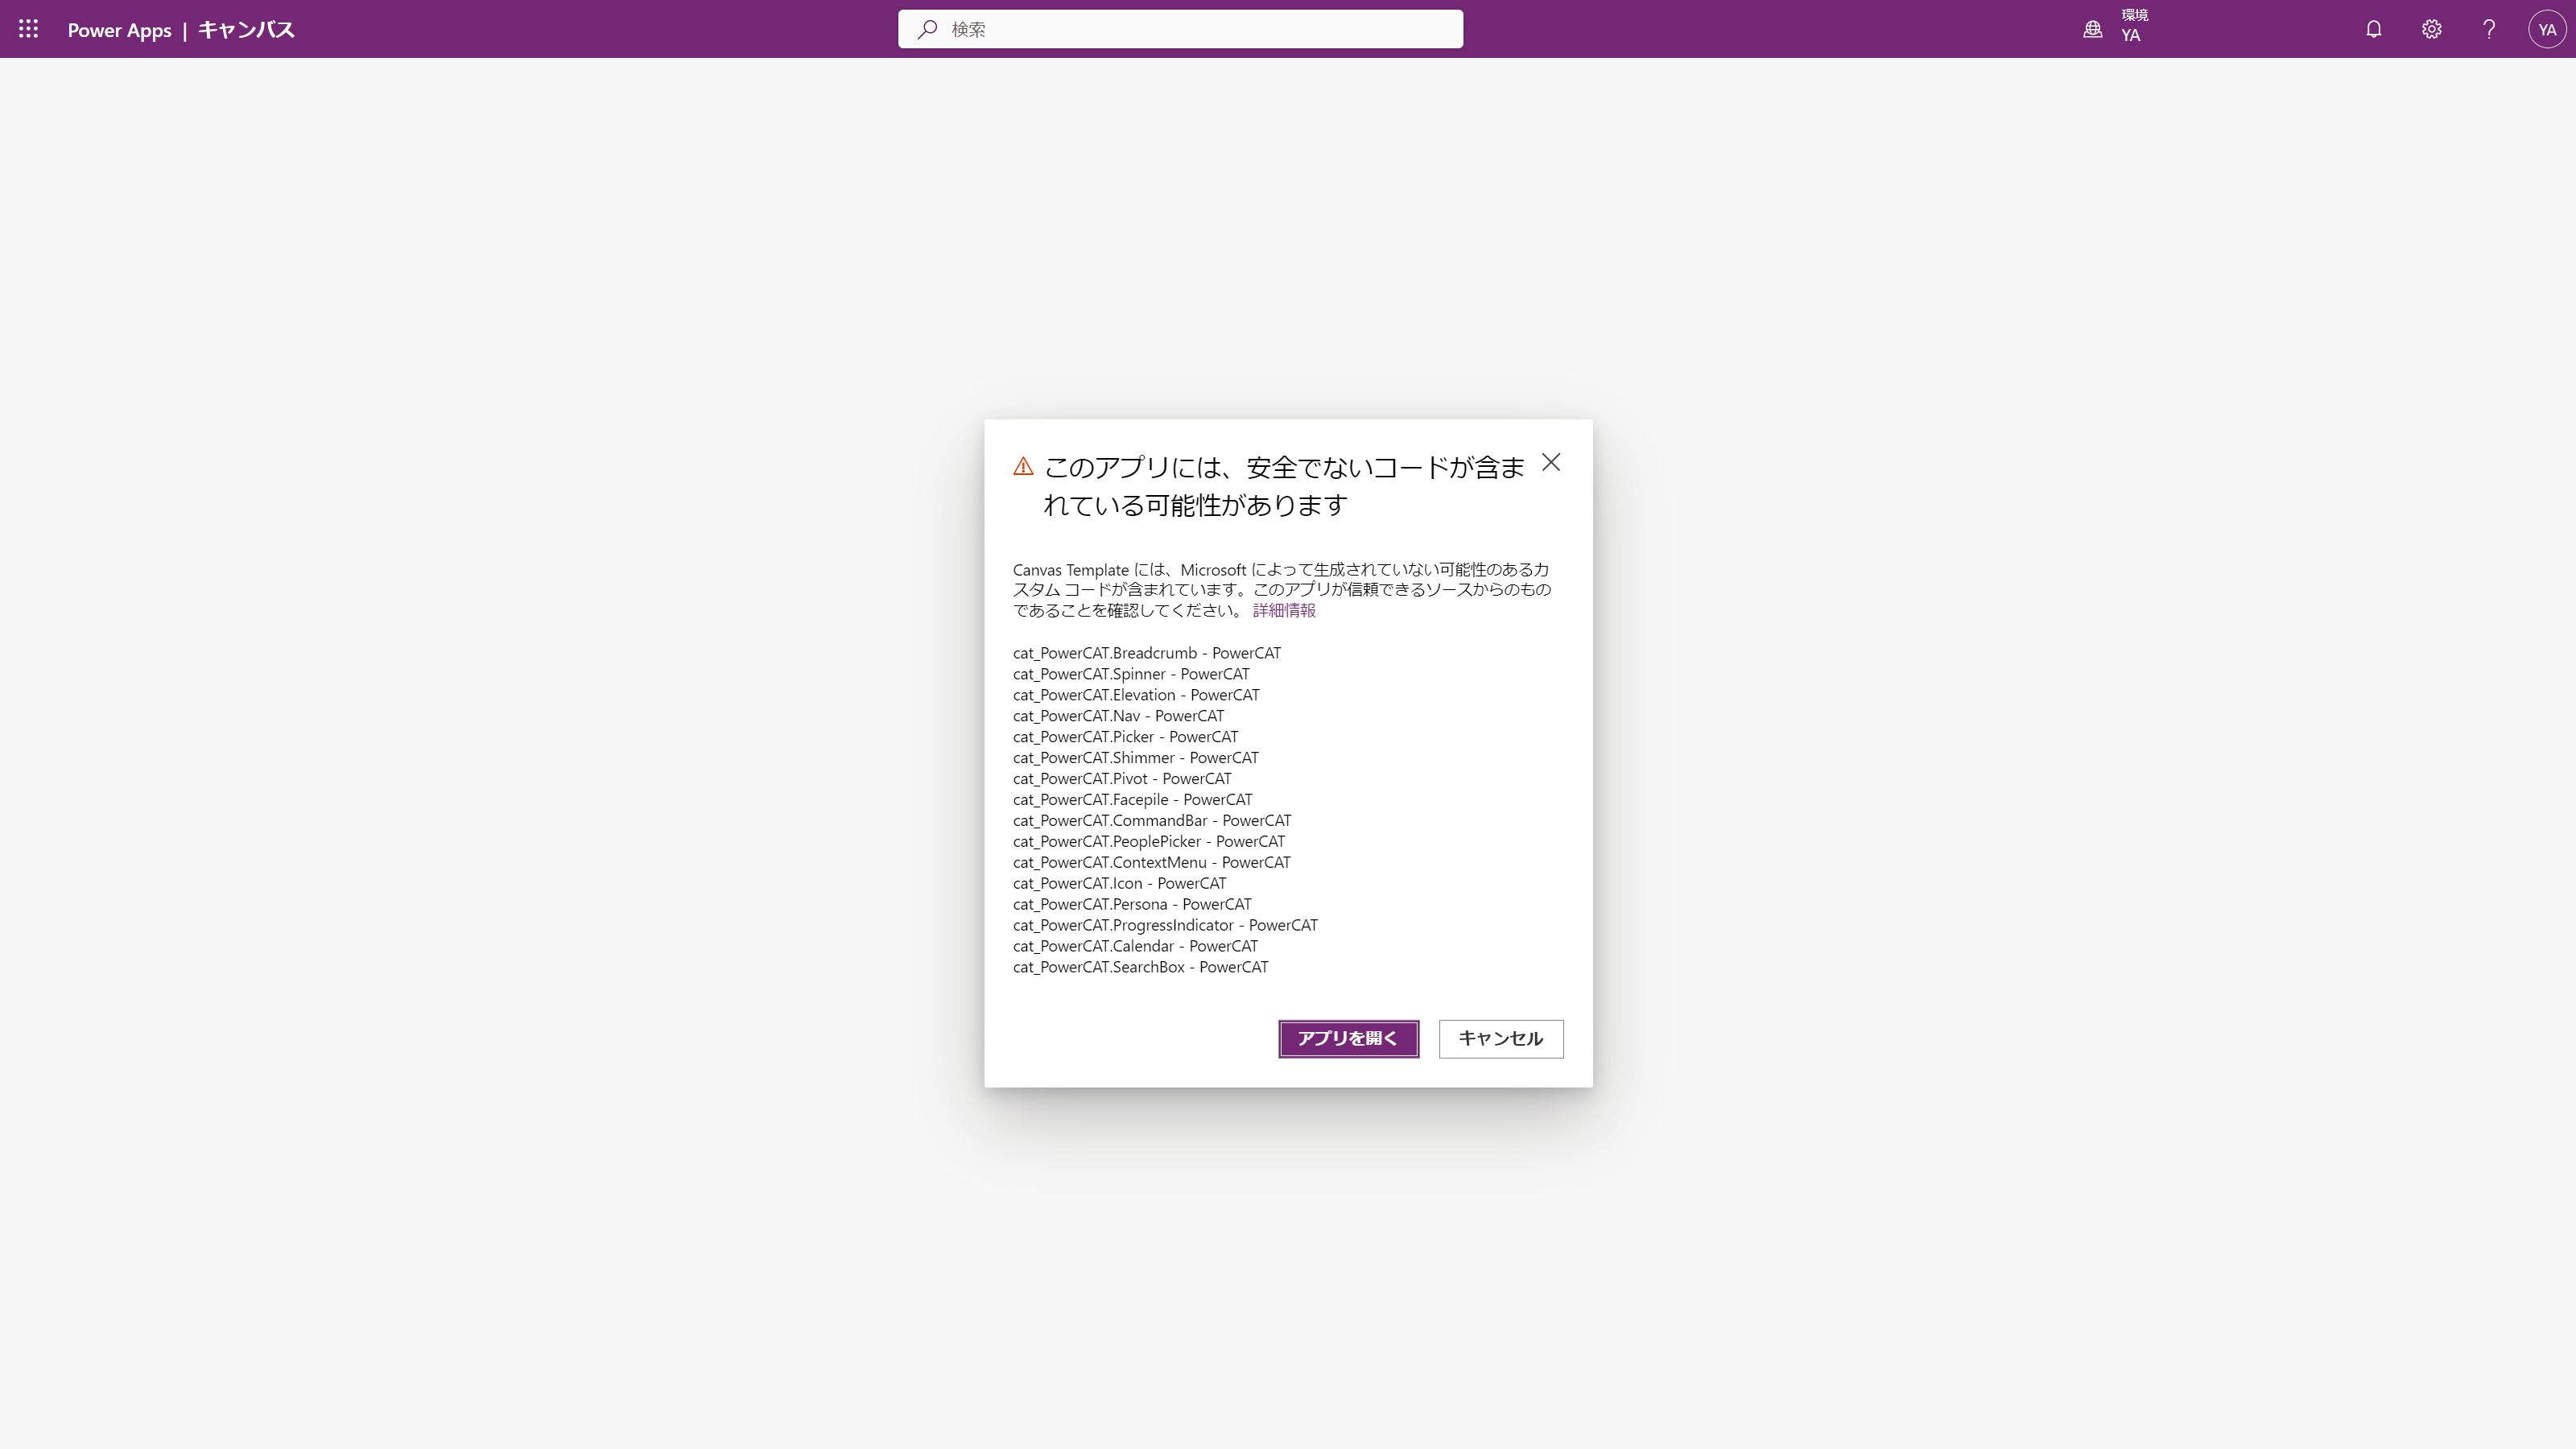 Power Apps | キャンバス
検索
環境
YA
YA
このアプリには、安全でないコードが含ま
れている可能性があります
Canvas Template には、Microsoft によって生成されていない可能性のあるカ
スタム コードが含まれています。このアプリが信頼できるソースからのもの
であることを確認してください。 詳細情報
cat_PowerCAT.Breadcrumb - PowerCAT
cat_PowerCAT.Spinner - PowerCAT
cat_PowerCAT.Elevation - PowerCAT
cat_PowerCAT.Nav - PowerCAT
cat_PowerCAT.Picker - PowerCAT
cat_PowerCAT.Shimmer - PowerCAT
cat_PowerCAT.Pivot - PowerCAT
cat_PowerCAT.Facepile - PowerCAT
cat_PowerCAT.CommandBar - PowerCAT
cat_PowerCAT.PeoplePicker - PowerCAT
cat_PowerCAT.ContextMenu - PowerCAT
cat_PowerCAT.Icon - PowerCAT
cat_PowerCAT.Persona - PowerCAT
cat_PowerCAT.ProgressIndicator - PowerCAT
cat_PowerCAT.Calendar - PowerCAT
cat_PowerCAT.SearchBox - PowerCAT
アプリを開く
キャンセル